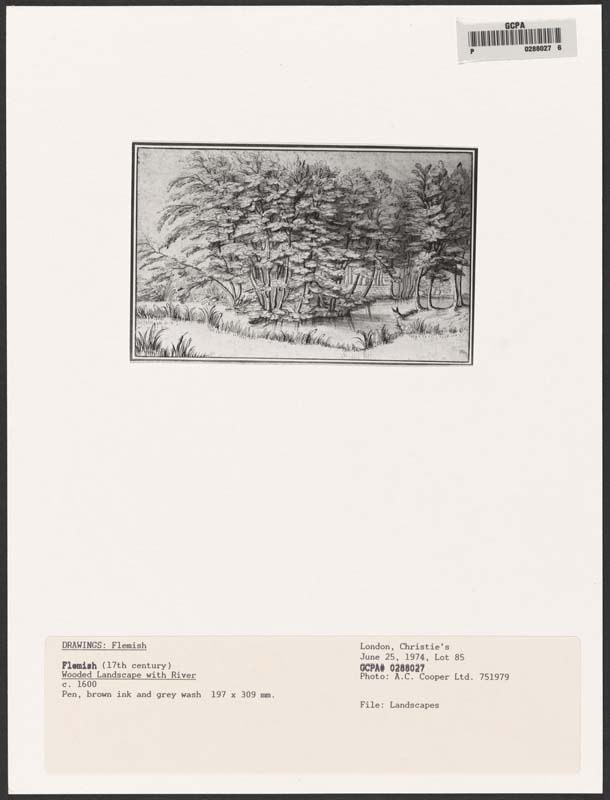 GCPA
P 0288027 6
DRAWINGS: Flemish
Flemish (17th century)
Wooded Landscape with River
c. 1600
Pen, brown ink and grey wash 197 x 309 mm.
London, Christie's
June 25, 1974, Lot 85
GCPA# 0288027
Photo: A.C. Cooper Ltd. 751979
File: Landscapes